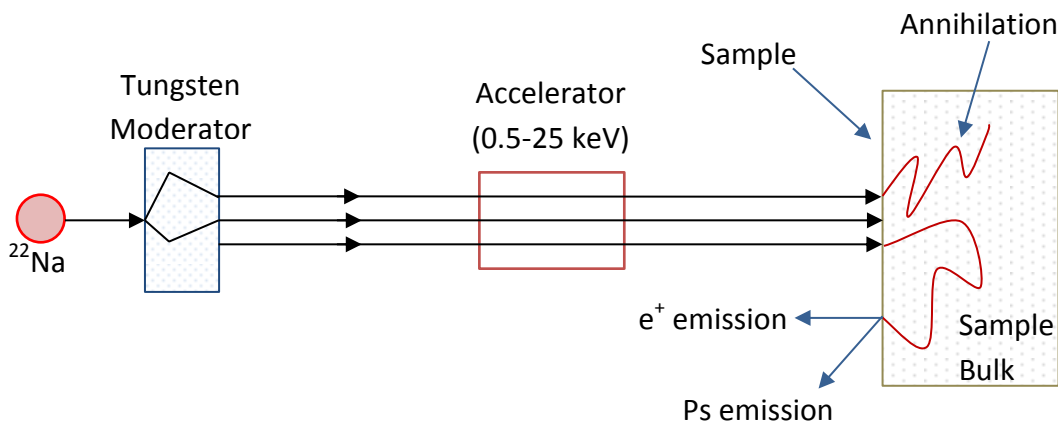 Annihilation
Sample
Tungsten
Moderator
Accelerator
(0.5-25 keV)
²²Na
e⁺ emission
Sample
Bulk
Ps emission